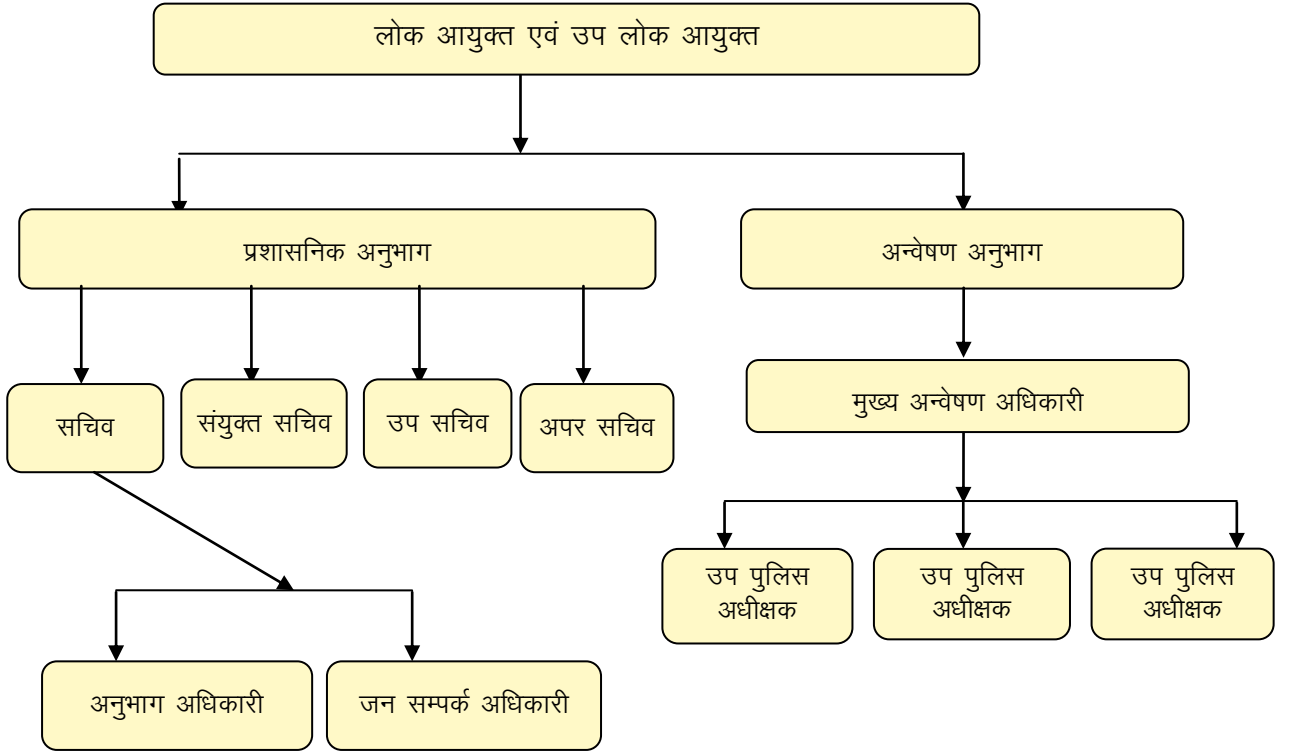 लोक आयुक्त एवं उप लोक आयुक्त
प्रशासनिक अनुभाग
अन्वेषण अनुभाग
मुख्य अन्वेषण अधिकारी
सचिव
संयुक्त सचिव
उप सचिव
अपर सचिव
उप पुलिस
अधीक्षक
उप पुलिस
अधीक्षक
उप पुलिस
अधीक्षक
अनुभाग अधिकारी
जन सम्पर्क अधिकारी